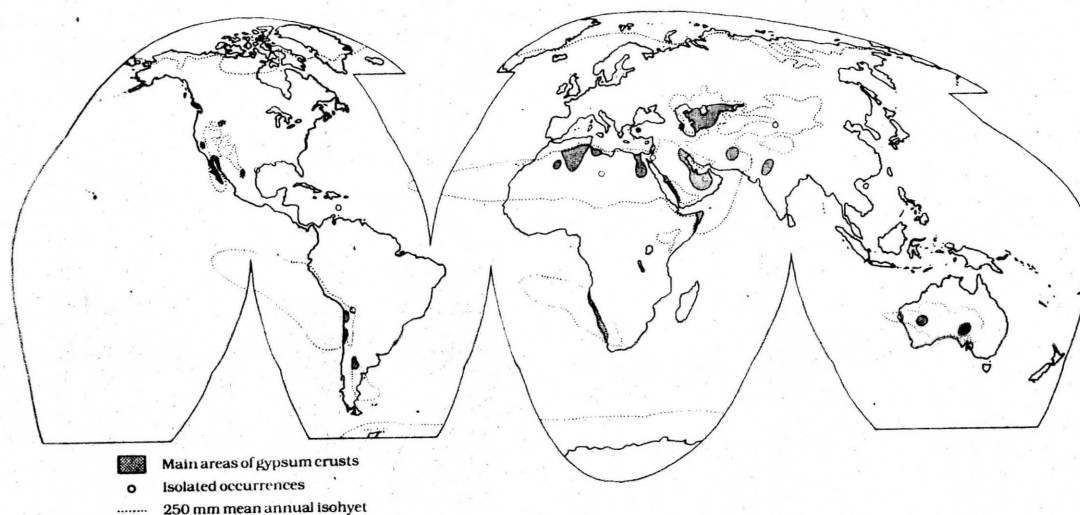 Main areas of gypsum crusts
Isolated occurrences
250 mm mean annual isohyet